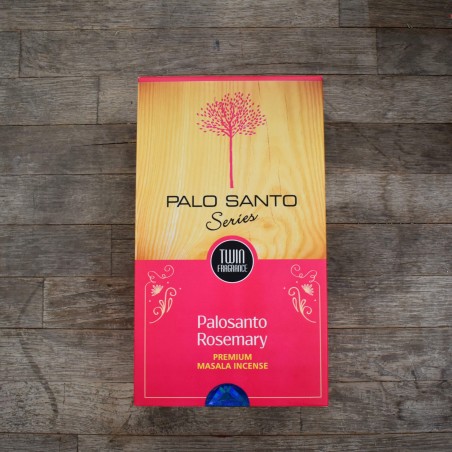 PALO SANTO
Series
TWIN
FRAGRANCE
Palosanto
Rosemary
PREMIUM
MASALA INCENSE